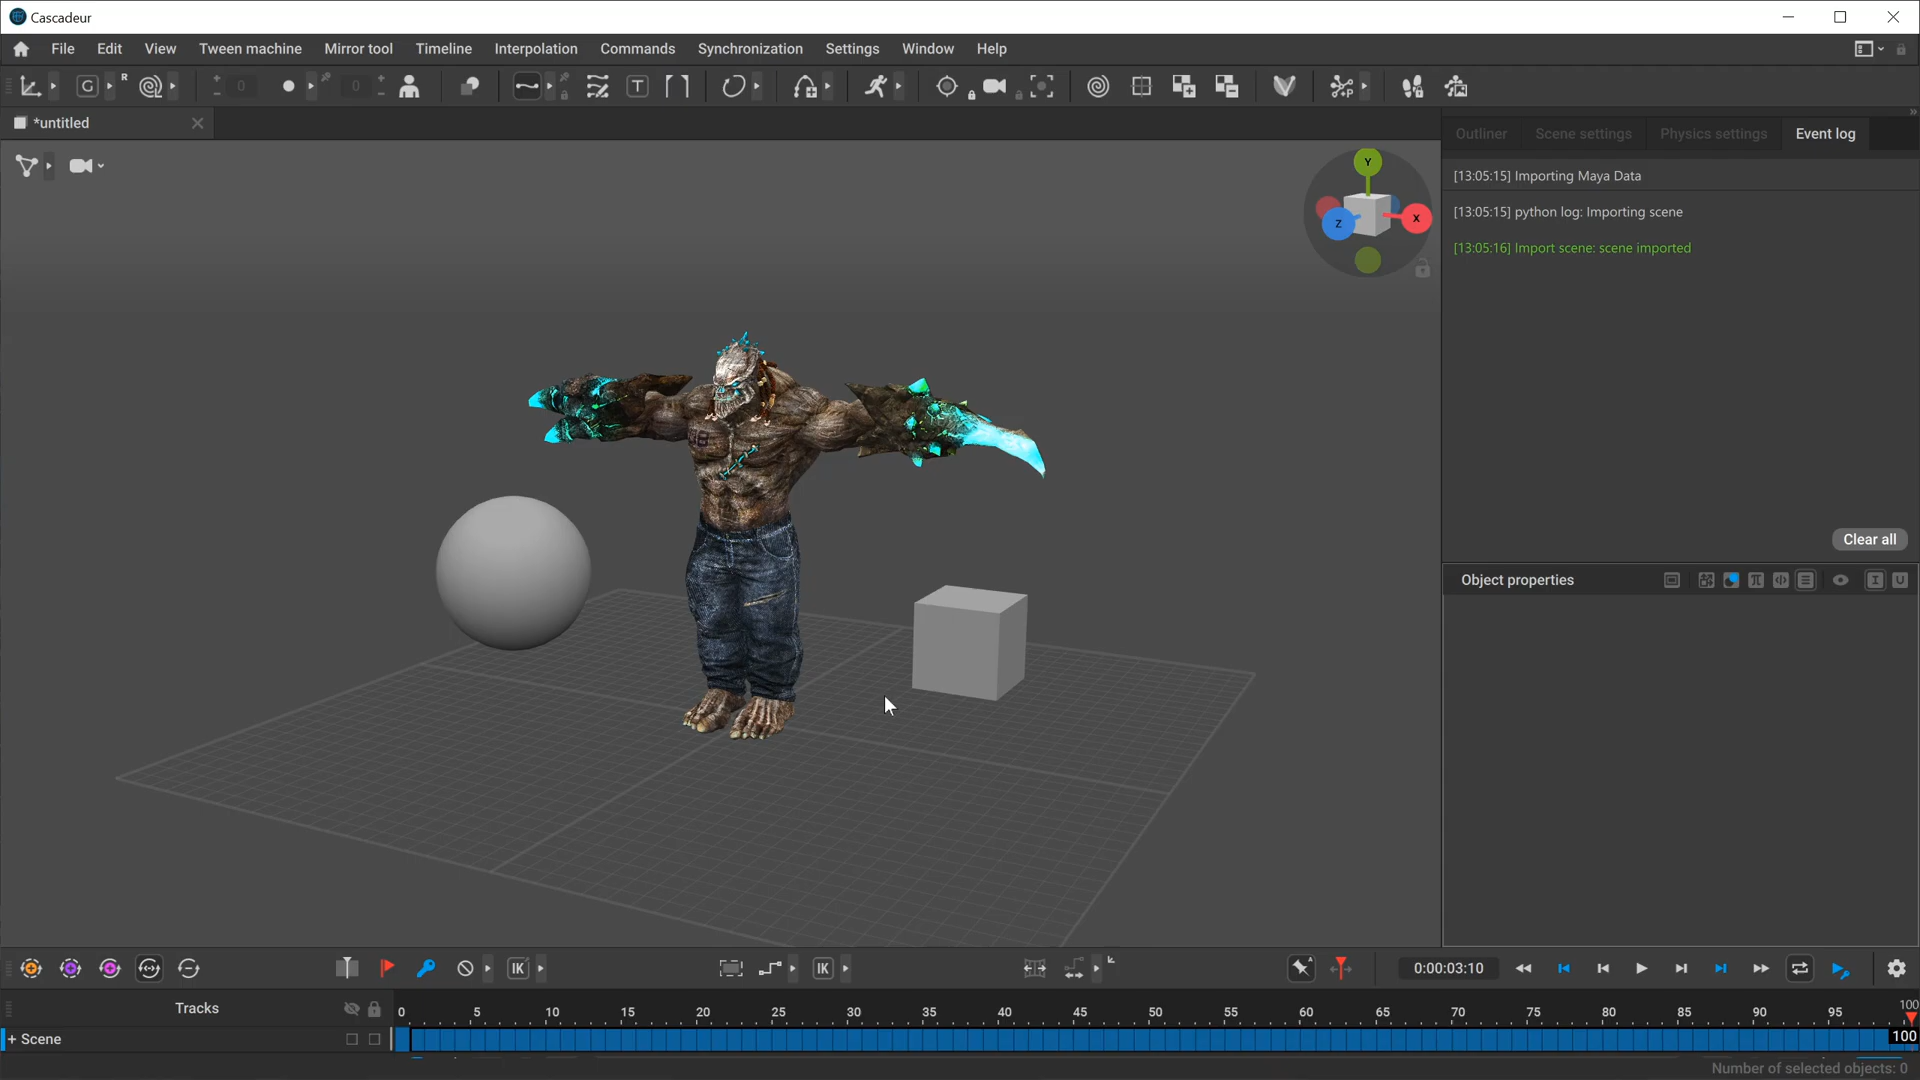 Cascadeur
File Edit View Tween machine Mirror tool Timeline Interpolation Commands Synchronization Settings Window Help
G R 0 0 T P
*untitled
Outliner Scene settings Physics settings Event log
Y
Z X
[13:05:15] Importing Maya Data
[13:05:15] python log: Importing scene
[13:05:16] Import scene: scene imported
Clear all
Object properties
IK IK 0:00:03:10
Tracks
0 5 10 15 20 25 30 35 40 45 50 55 60 65 70 75 80 85 90 95 100
+ Scene
100
Number of selected objects: 0